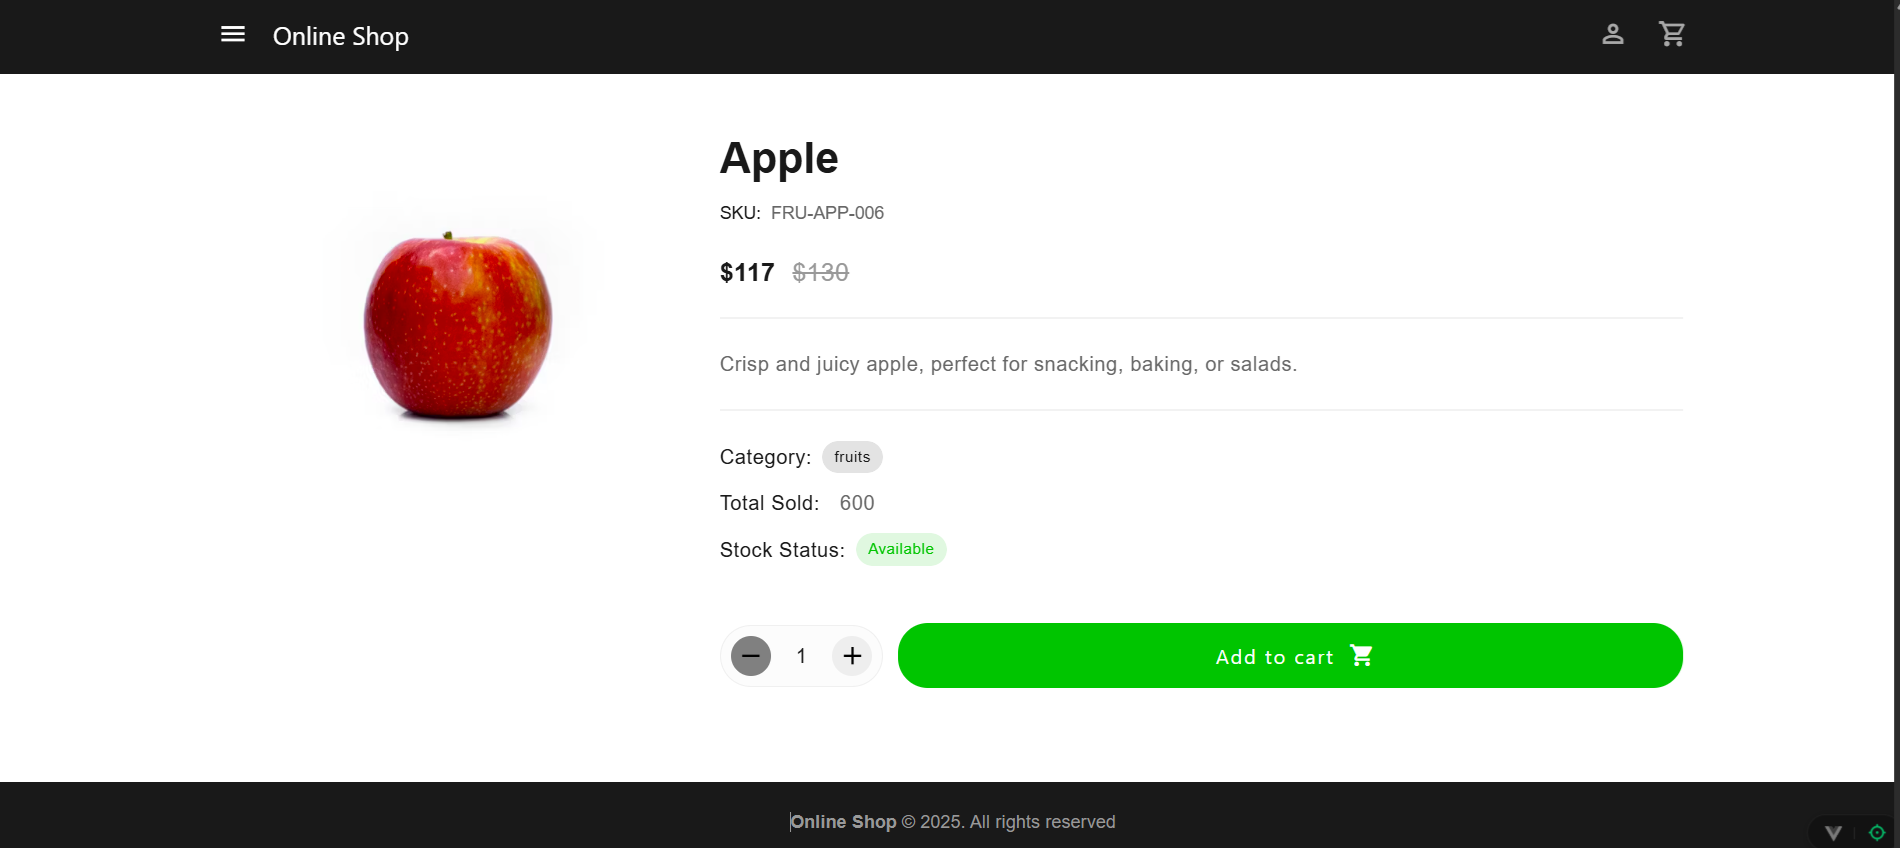 Online Shop
Apple
SKU: FRU-APP-006
$117 $130
Crisp and juicy apple, perfect for snacking, baking, or salads.
Category: fruits
Total Sold: 600
Stock Status: Available
1 Add to cart
Online Shop © 2025. All rights reserved